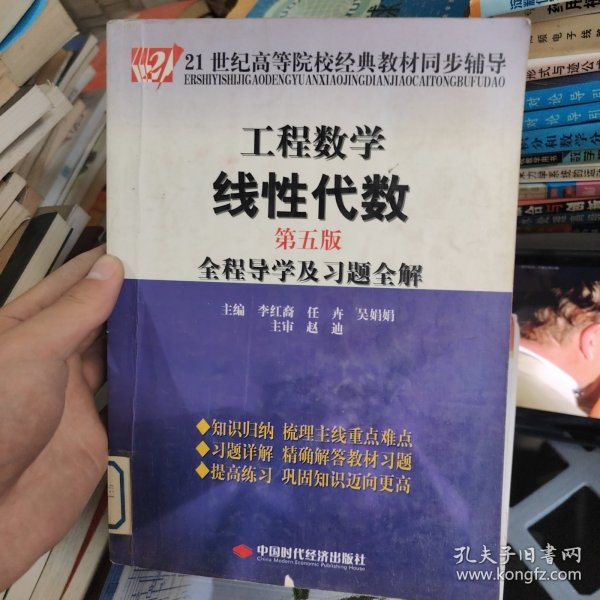 21 世纪高等院校经典教材同步辅导
ERSHIYISHIJIGAODENGYUANXIAOJINGDIANJIAOCAITONGBUFUDAO
工程数学
线性代数
第五版
全程导学及习题全解
主编 李红裔 任卉 吴娟娟
主审 赵迪
◆知识归纳 梳理主线重点难点
◆习题详解 精确解答教材习题
◆提高练习 巩固知识迈向更高
中国时代经济出版社
China Modern Economic Publishing House
孔夫子旧书网
www.kongfz.com